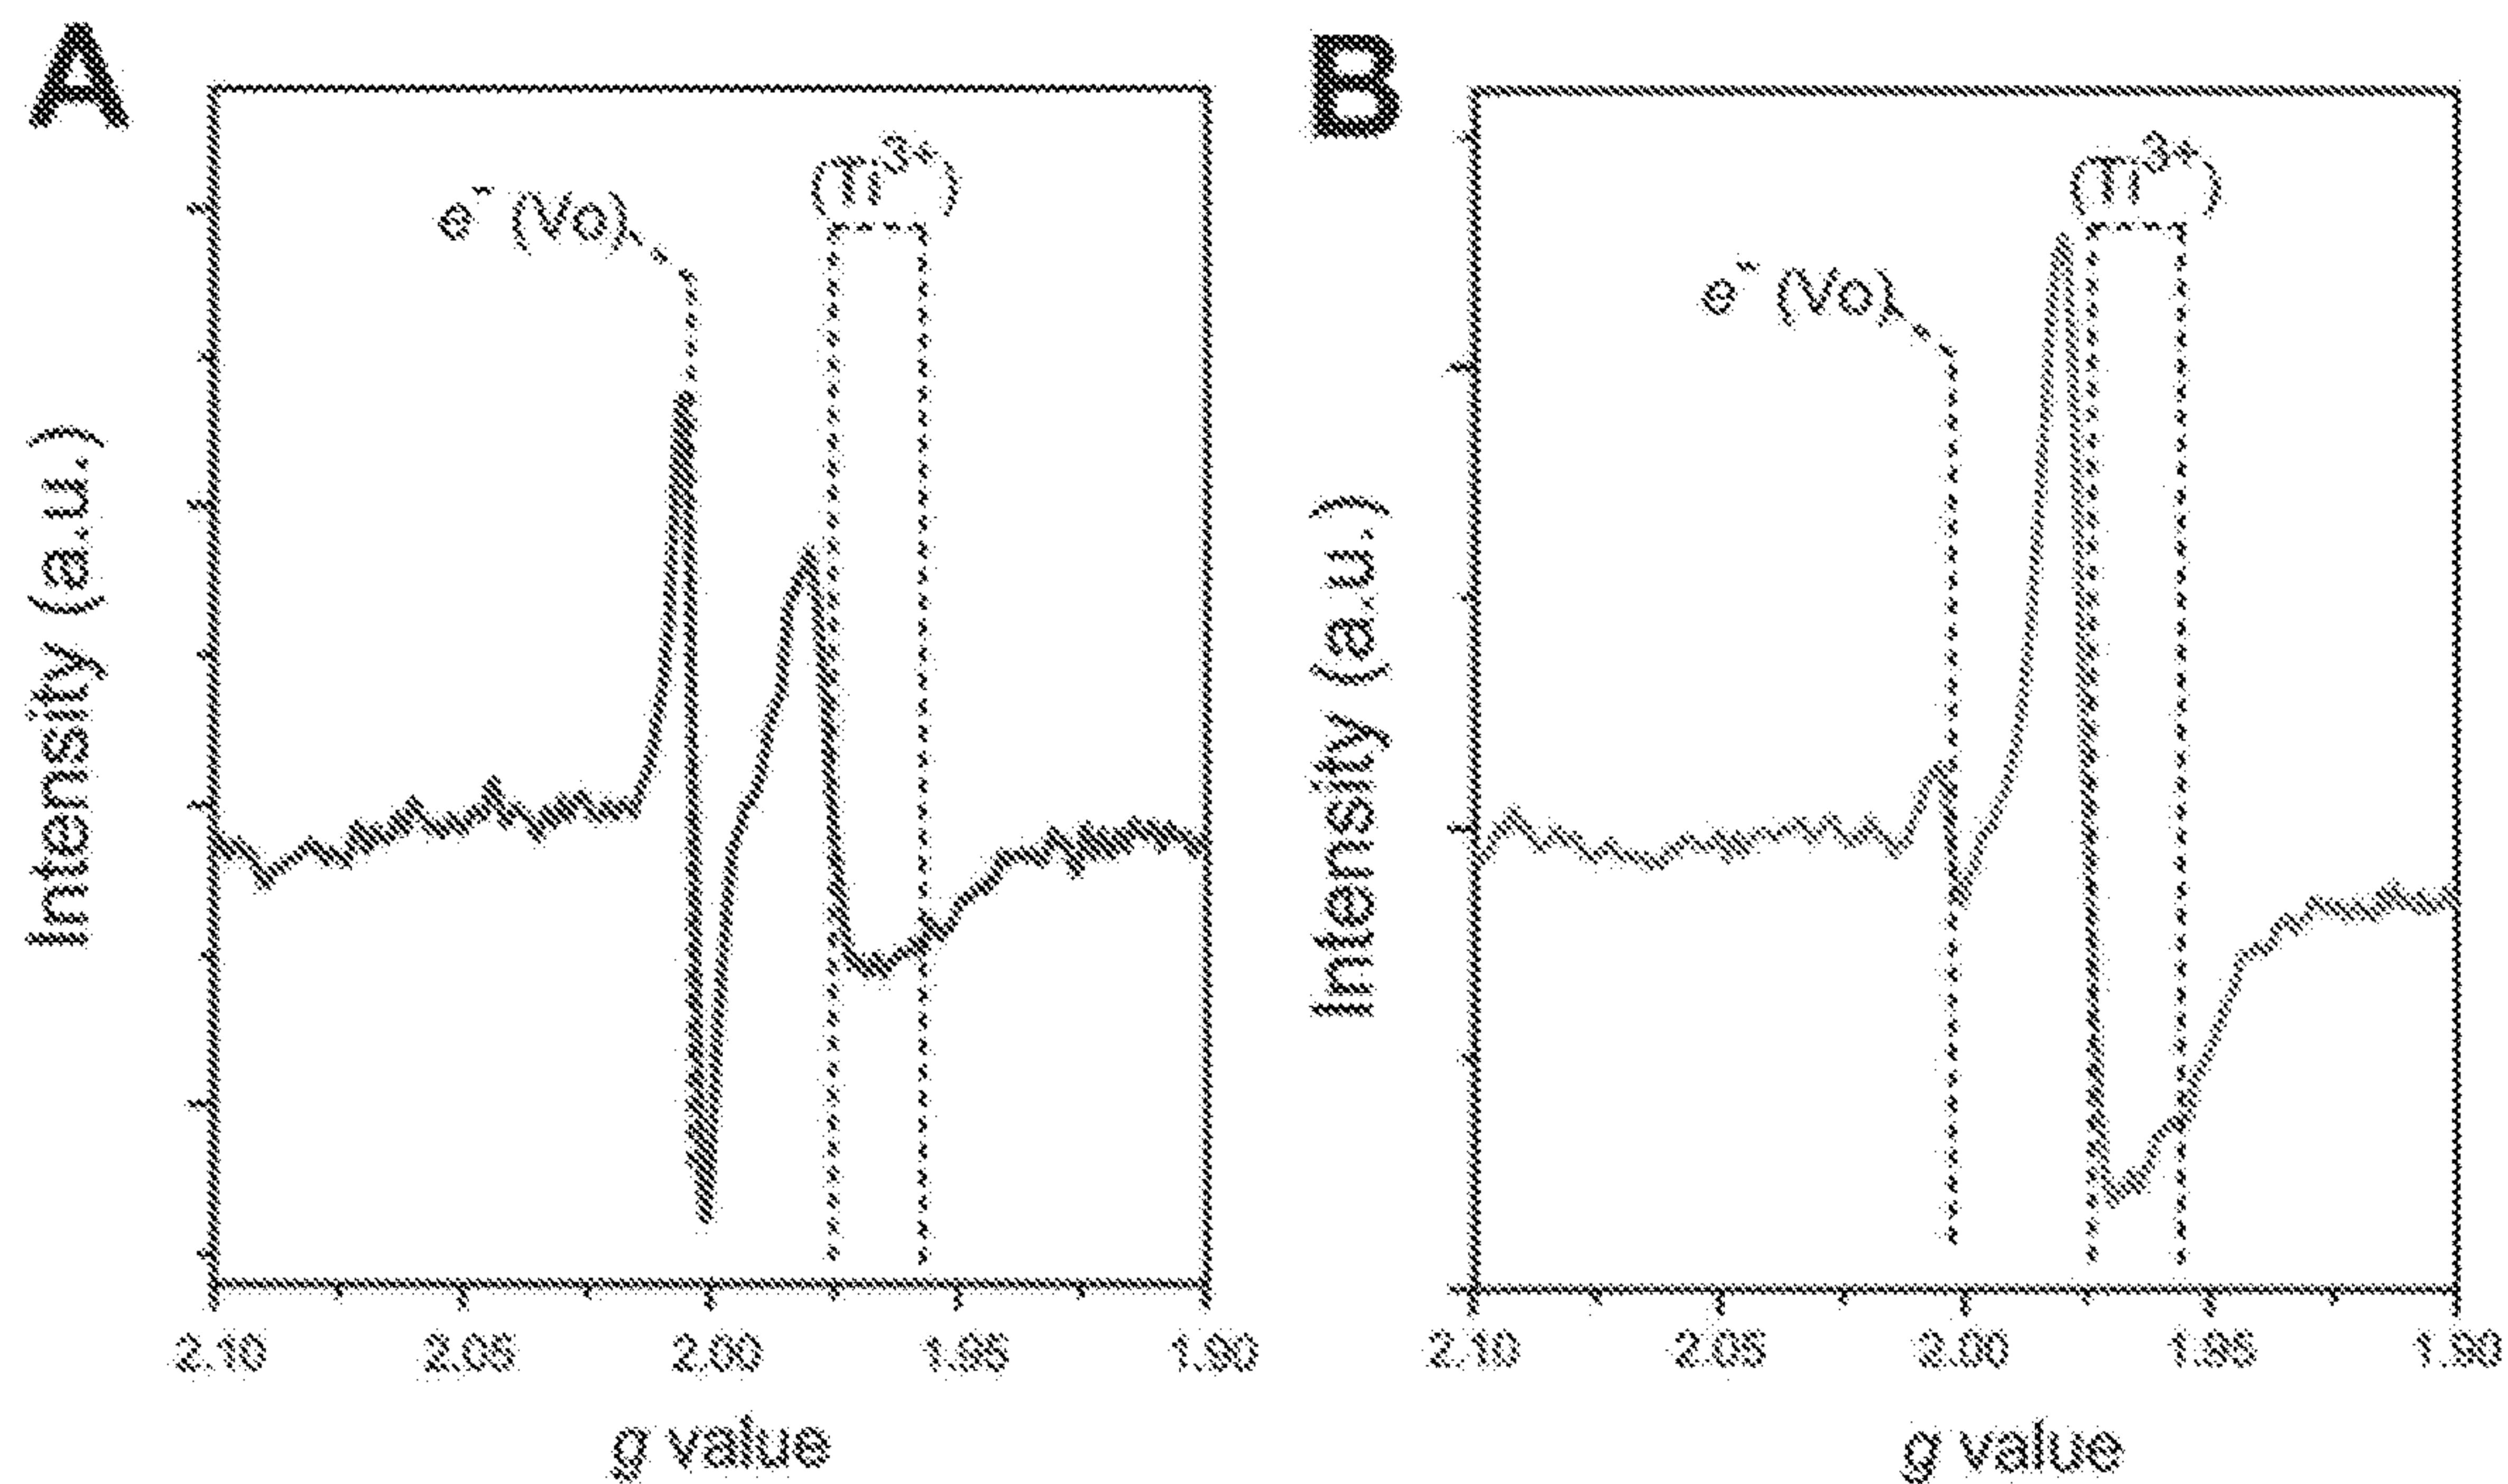 A
e⁻ (Vo)
(Ti³⁺)
Intensity (a.u.)
2.10 2.05 2.00 1.95 1.90
g value
B
e⁻ (Vo)
(Ti³⁺)
Intensity (a.u.)
2.10 2.05 2.00 1.95 1.90
g value